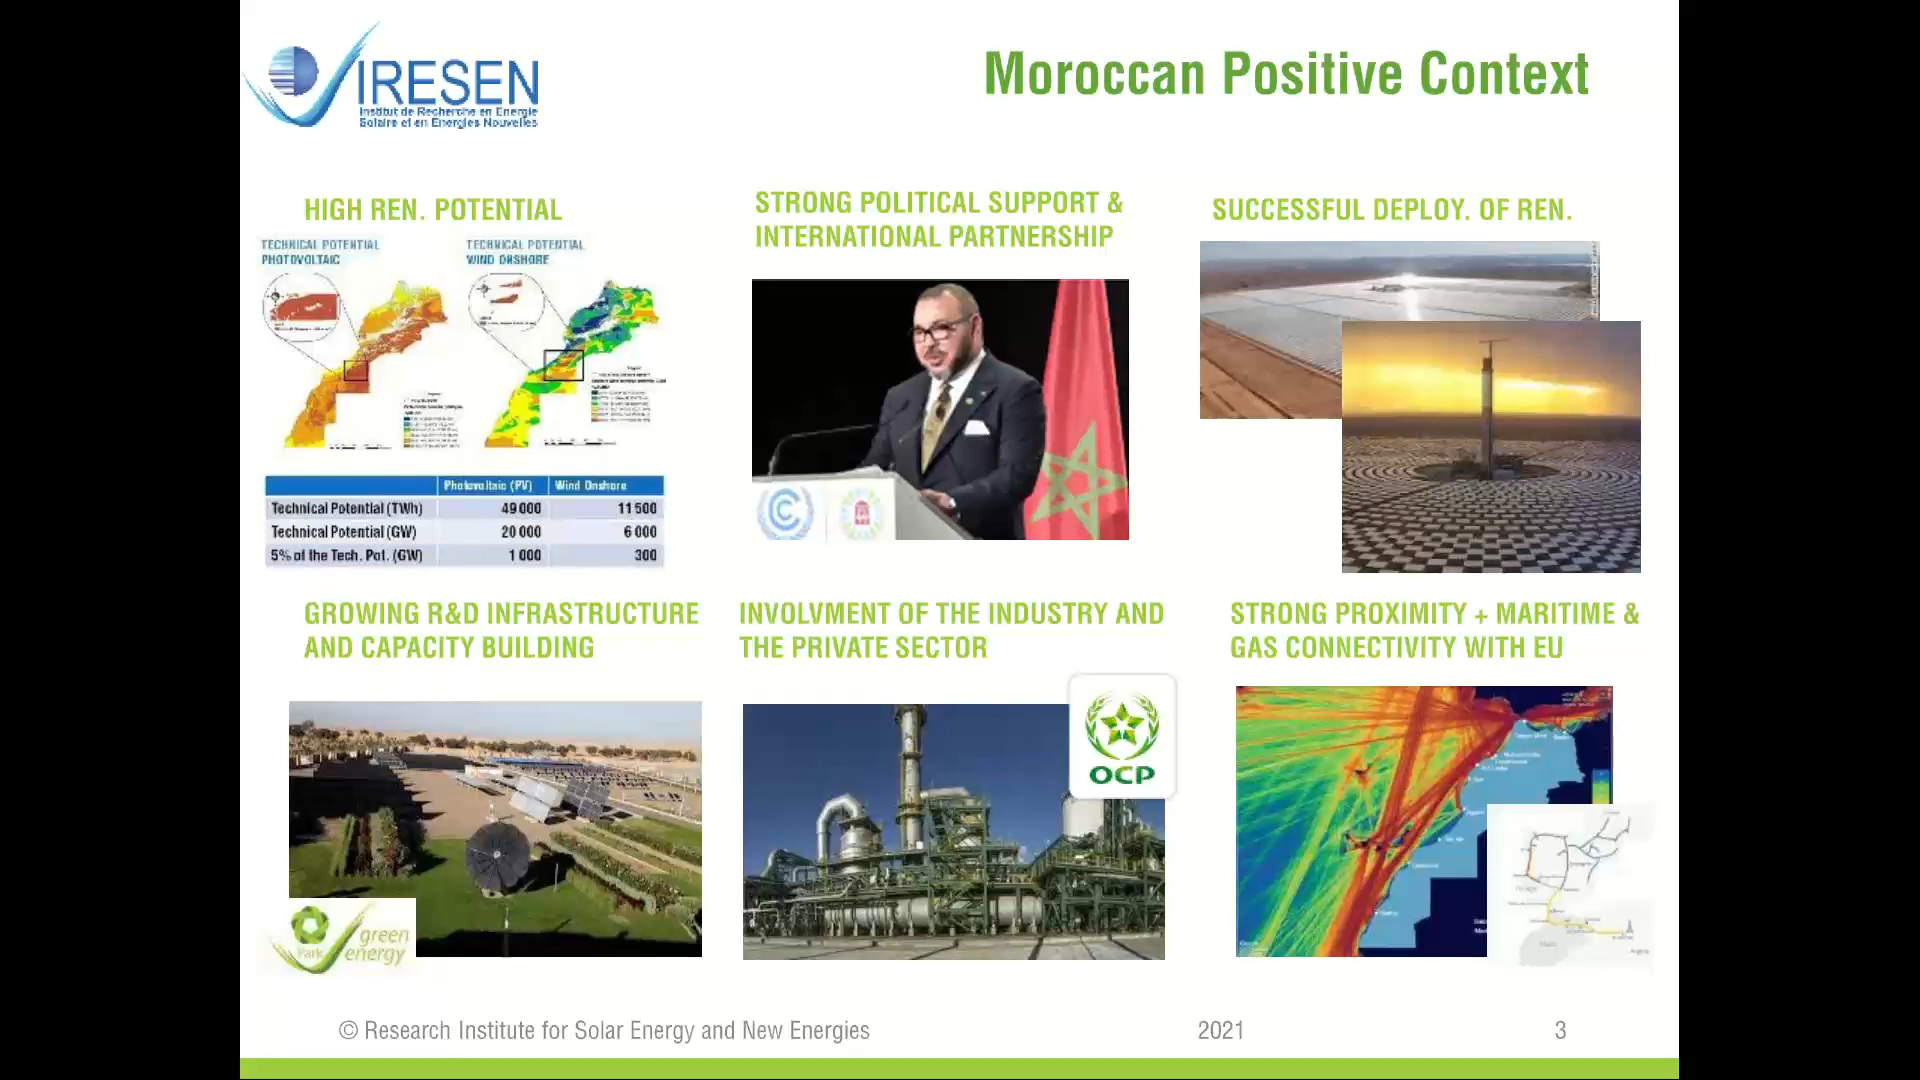 IRESEN
Institut de Recherche en Energie
Solaire et en Energies Nouvelles
Moroccan Positive Context
HIGH REN. POTENTIAL
TECHNICAL POTENTIAL
PHOTOVOLTAIC
TECHNICAL POTENTIAL
WIND ONSHORE
Photovoltaic (PV) Wind Onshore
Technical Potential (TWh) 49 000 11 500
Technical Potential (GW) 20 000 6 000
5% of the Tech. Pot. (GW) 1 000 300
STRONG POLITICAL SUPPORT &
INTERNATIONAL PARTNERSHIP
SUCCESSFUL DEPLOY. OF REN.
GROWING R&D INFRASTRUCTURE
AND CAPACITY BUILDING
Park green
energy
INVOLVMENT OF THE INDUSTRY AND
THE PRIVATE SECTOR
OCP
STRONG PROXIMITY + MARITIME &
GAS CONNECTIVITY WITH EU
© Research Institute for Solar Energy and New Energies
2021
3